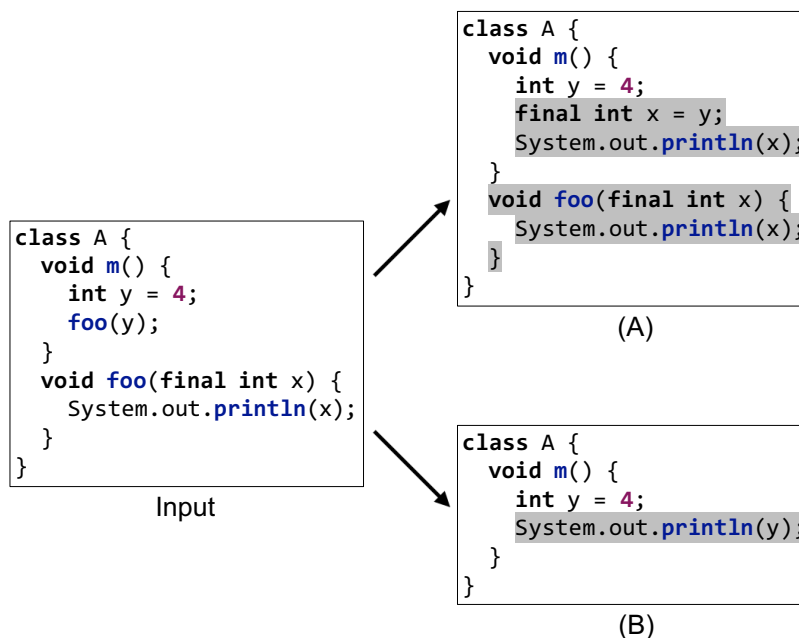 class A {
void m() {
int y = 4;
foo(y);
}
void foo(final int x) {
System.out.println(x);
}
}
Input
class A {
void m() {
int y = 4;
final int x = y;
System.out.println(x);
}
void foo(final int x) {
System.out.println(x);
}
}
(A)
class A {
void m() {
int y = 4;
System.out.println(y);
}
}
(B)